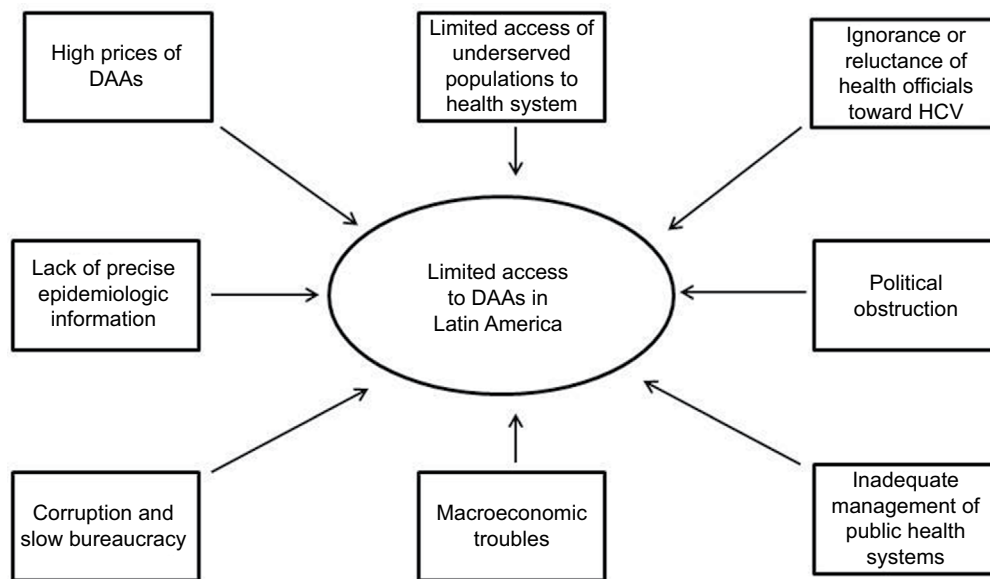 High prices of
DAAs
Limited access of
underserved
populations to
health system
Ignorance or
reluctance of
health officials
toward HCV
Lack of precise
epidemiologic
information
Limited access
to DAAs in
Latin America
Political
obstruction
Corruption and
slow bureaucracy
Macroeconomic
troubles
Inadequate
management of
public health
systems